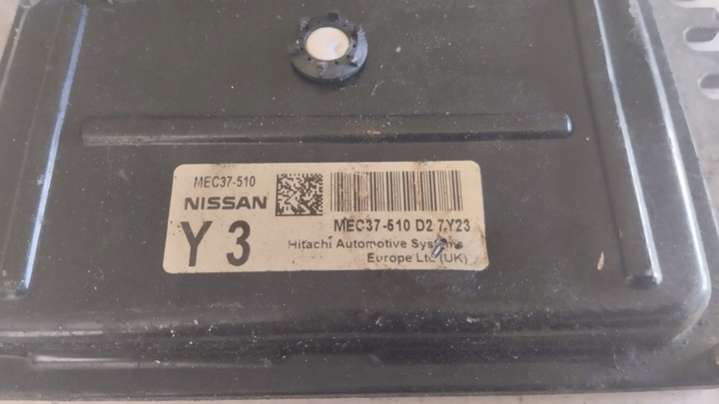 MEC37-510
NISSAN
Y 3
MEC37-510 D2 7Y23
Hitachi Automotive Systems
Europe Ltd (UK)